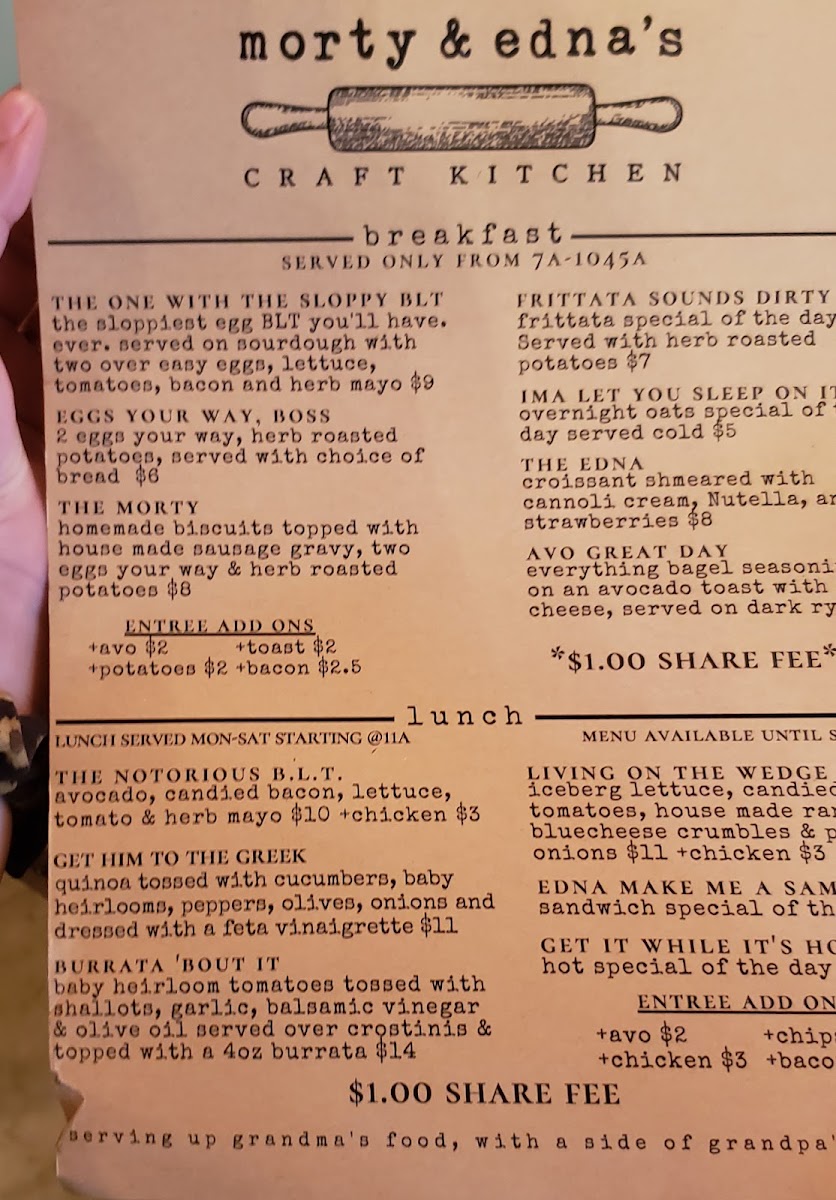 morty & edna's
CRAFT KITCHEN
breakfast
SERVED ONLY FROM 7A-1045A
THE ONE WITH THE SLOPPY BLT
the sloppiest egg BLT you'll have.
ever. served on sourdough with
two over easy eggs, lettuce,
tomatoes, bacon and herb mayo $9
EGGS YOUR WAY, BOSS
2 eggs your way, herb roasted
potatoes, served with choice of
bread $6
THE MORTY
homemade biscuits topped with
house made sausage gravy, two
eggs your way & herb roasted
potatoes $8
ENTREE ADD ONS
+avo $2 +toast $2
+potatoes $2 +bacon $2.5
FRITTATA SOUNDS DIRTY
frittata special of the day
Served with herb roasted
potatoes $7
IMA LET YOU SLEEP ON IT
overnight oats special of
day served cold $5
THE EDNA
croissant shmeared with
cannoli cream, Nutella,
strawberries $8
AVO GREAT DAY
everything bagel
on an avocado toast with
cheese, served on dark
*$1.00 SHARE FEE*
lunch
LUNCH SERVED MON-SAT STARTING @11A
MENU AVAILABLE UNTIL
THE NOTORIOUS B.L.T.
avocado, candied bacon, lettuce,
tomato & herb mayo $10 +chicken $3
GET HIM TO THE GREEK
quinoa tossed with cucumbers, baby
heirlooms, peppers, olives, onions and
dressed with a feta vinaigrette $11
BURRATA 'BOUT IT
baby heirloom tomatoes tossed with
shallots, garlic, balsamic vinegar
& olive oil served over crostinis &
topped with a 4oz burrata $14
LIVING ON THE WEDGE
iceberg lettuce, candied
tomatoes, house made
bluecheese crumbles &
onions $11 +chicken $3
EDNA MAKE ME A
sandwich special of
GET IT WHILE IT'S
hot special of the day
ENTREE ADD
+avo $2
+chicken $3
$1.00 SHARE FEE
serving up grandma's food, with a side of grandpa'